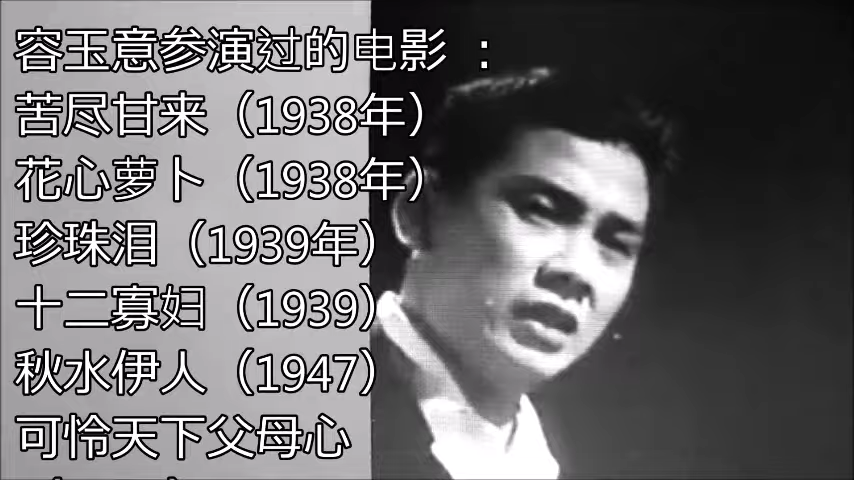 容玉意参演过的电影 ：
苦尽甘来（1938年）
花心萝卜（1938年）
珍珠泪（1939年）
十二寡妇（1939）
秋水伊人（1947）
可怜天下父母心